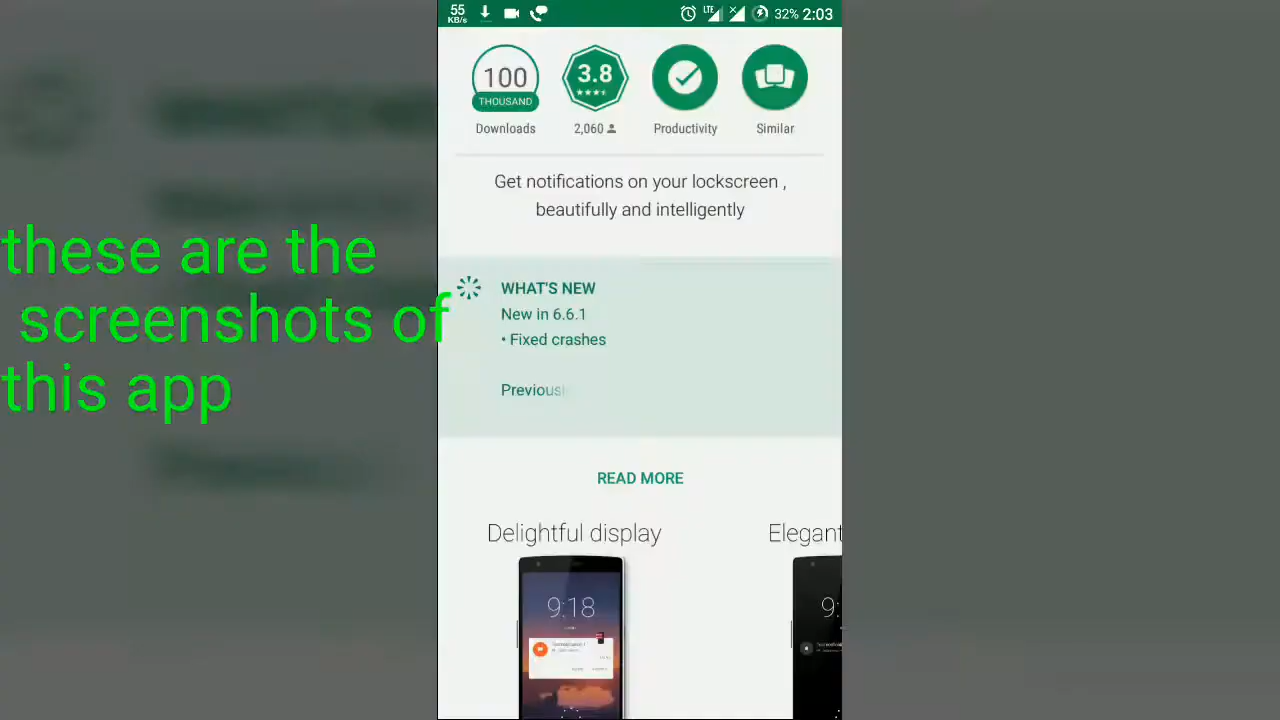 55
KB/s
LTE
32% 2:03
100
THOUSAND
Downloads
3.8
2,060
Productivity
Similar
Get notifications on your lockscreen ,
beautifully and intelligently
these are the
screenshots of
this app
WHAT'S NEW
New in 6.6.1
• Fixed crashes
Previous
READ MORE
Delightful display
Elegant
9:18
9: